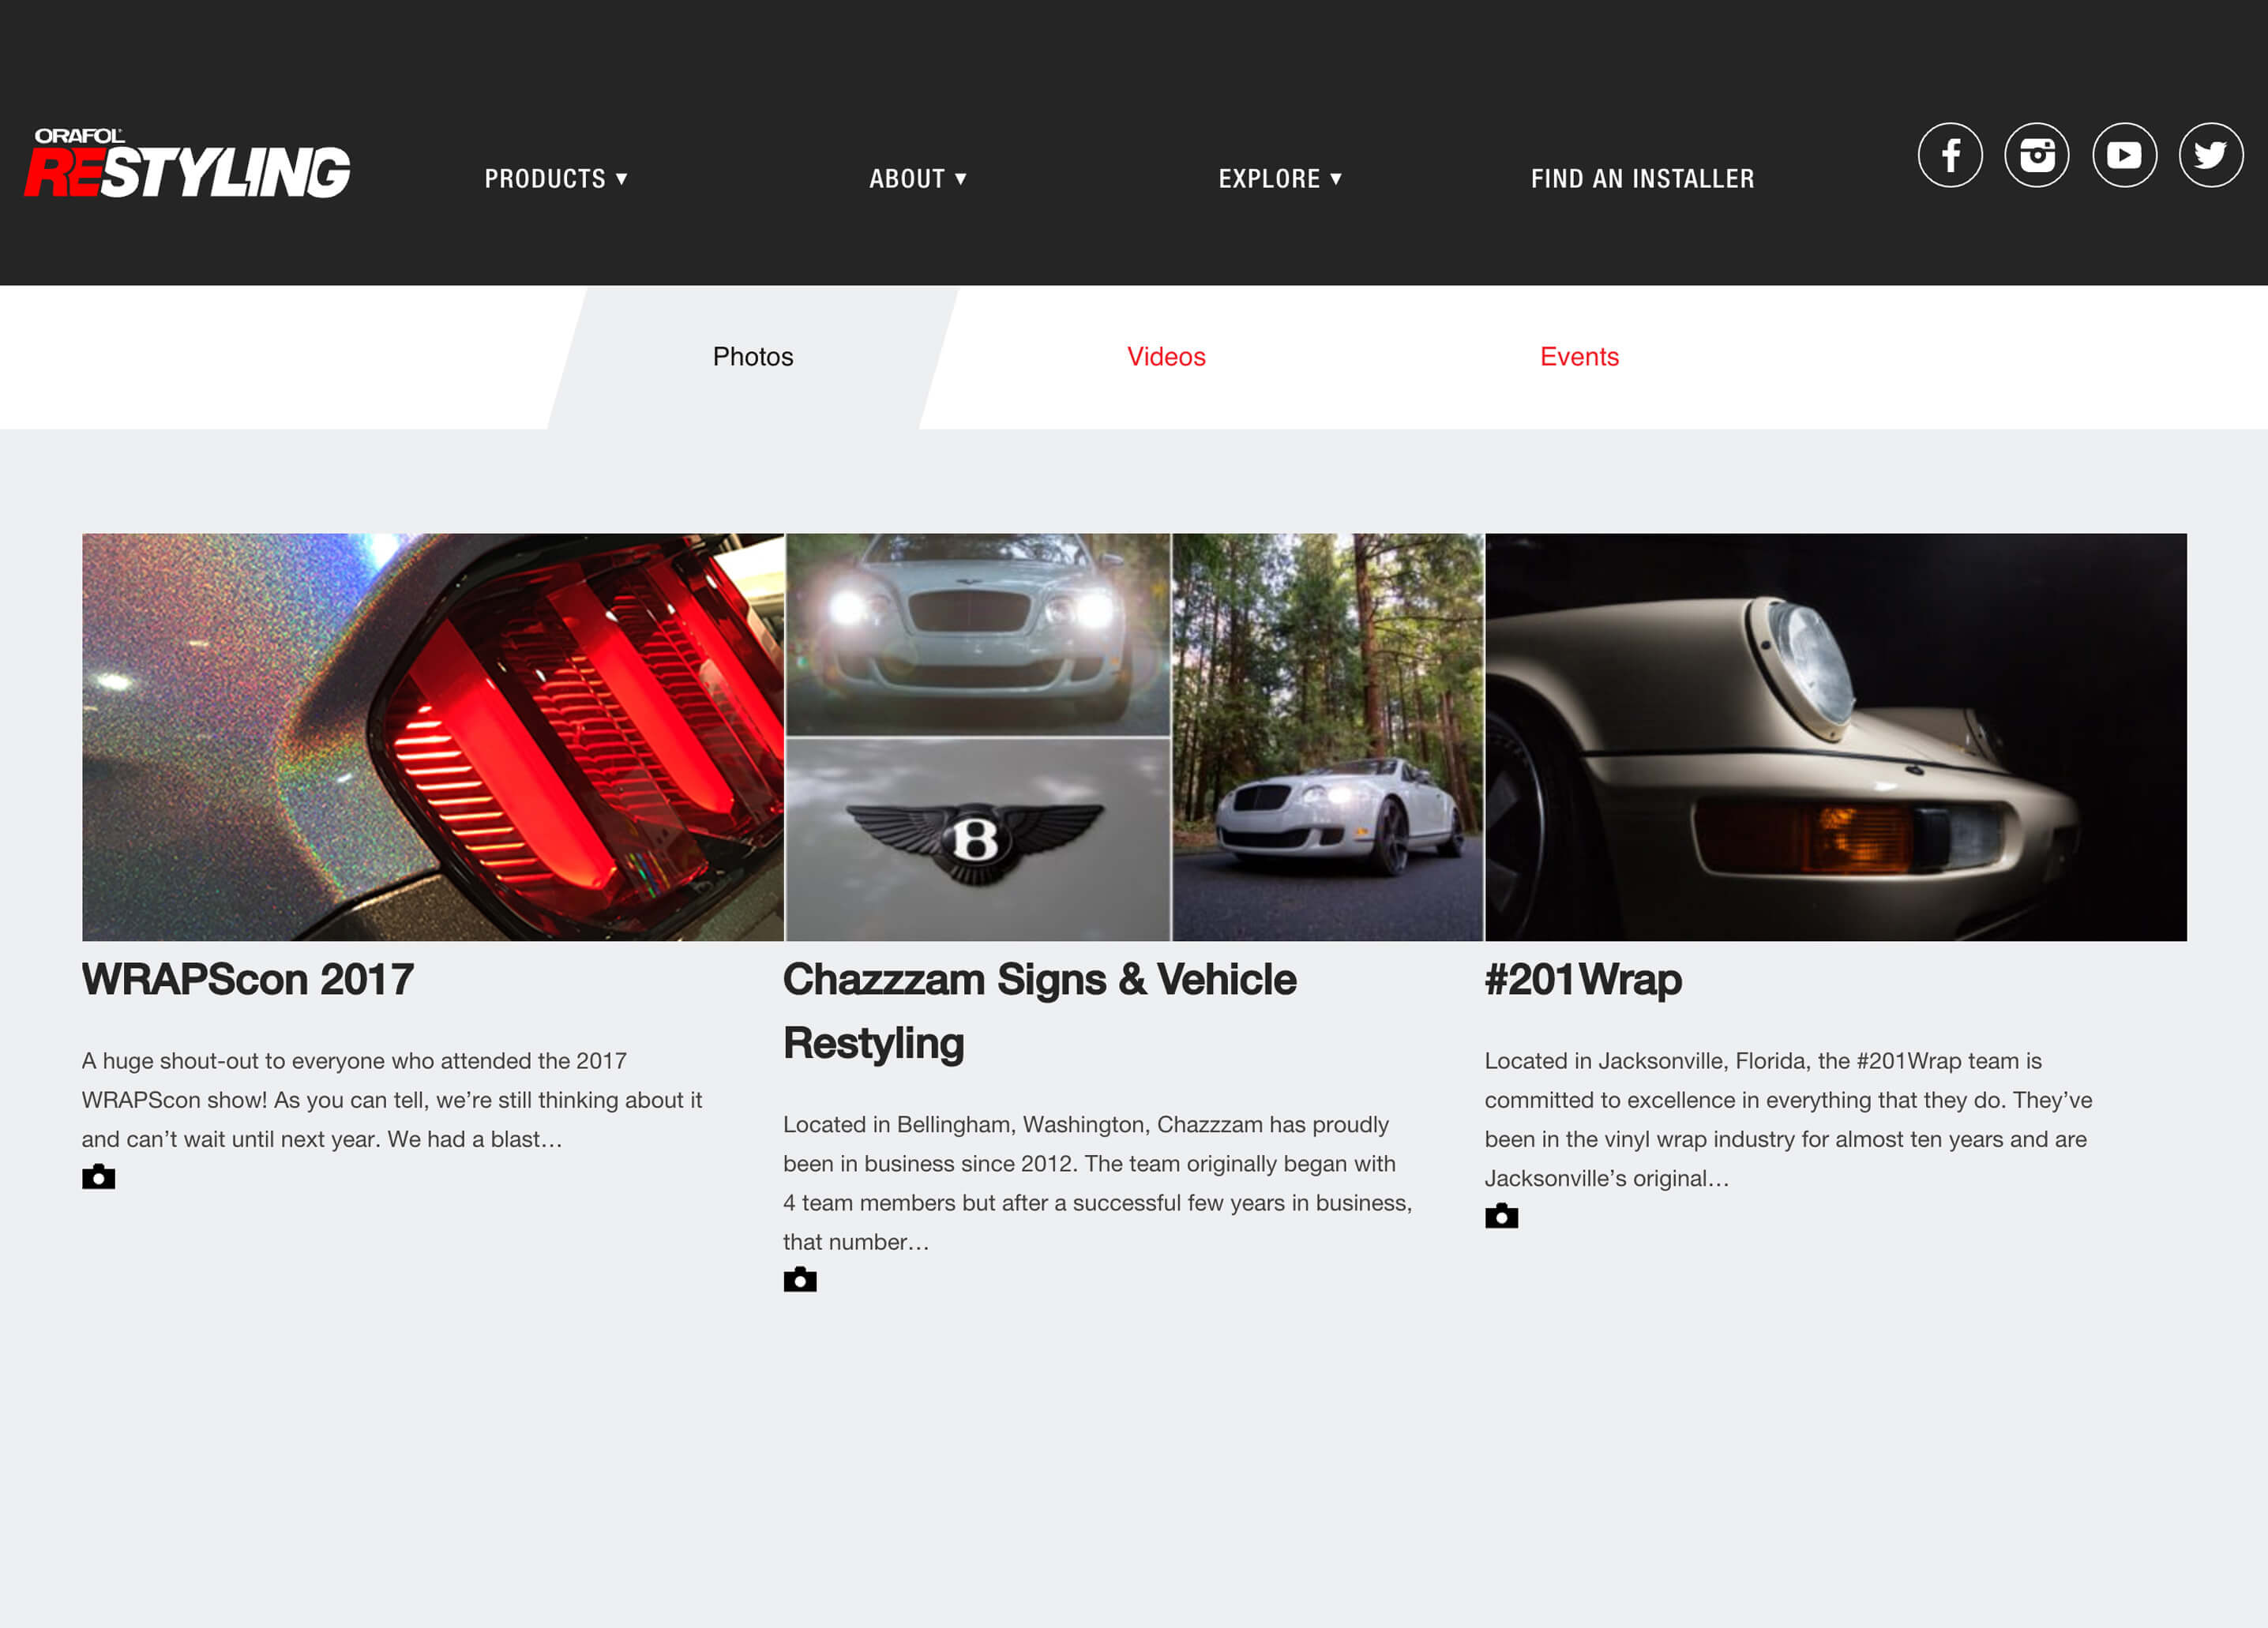 ORAFOL
RESTYLING
PRODUCTS ▼
ABOUT ▼
EXPLORE ▼
FIND AN INSTALLER
Photos
Videos
Events
B
WRAPScon 2017
A huge shout-out to everyone who attended the 2017
WRAPScon show! As you can tell, we’re still thinking about it
and can’t wait until next year. We had a blast…
Chazzzam Signs & Vehicle
Restyling
Located in Bellingham, Washington, Chazzzam has proudly
been in business since 2012. The team originally began with
4 team members but after a successful few years in business,
that number…
#201Wrap
Located in Jacksonville, Florida, the #201Wrap team is
committed to excellence in everything that they do. They’ve
been in the vinyl wrap industry for almost ten years and are
Jacksonville’s original…